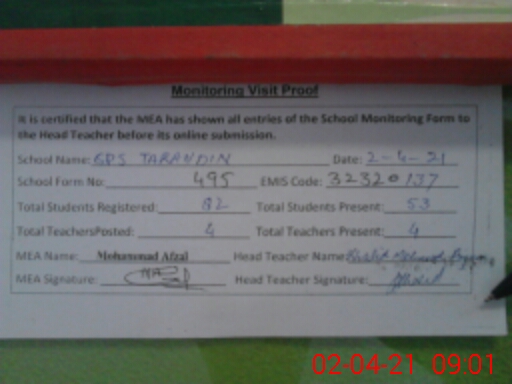 Monitoring Visit Proof
It is certified that the MEA has shown all entries of the School Monitoring Form to
the Head Teacher before its online submission.
School Name: GPS TARANDIN Date: 2-4-21
School Form No: 495 EMIS Code: 32320137
Total Students Registered: 82 Total Students Present: 53
Total TeachersPosted: 4 Total Teachers Present: 4
MEA Name: Mohammad Afzal Head Teacher Name:
MEA Signature: Head Teacher Signature:
02-04-21 09:01